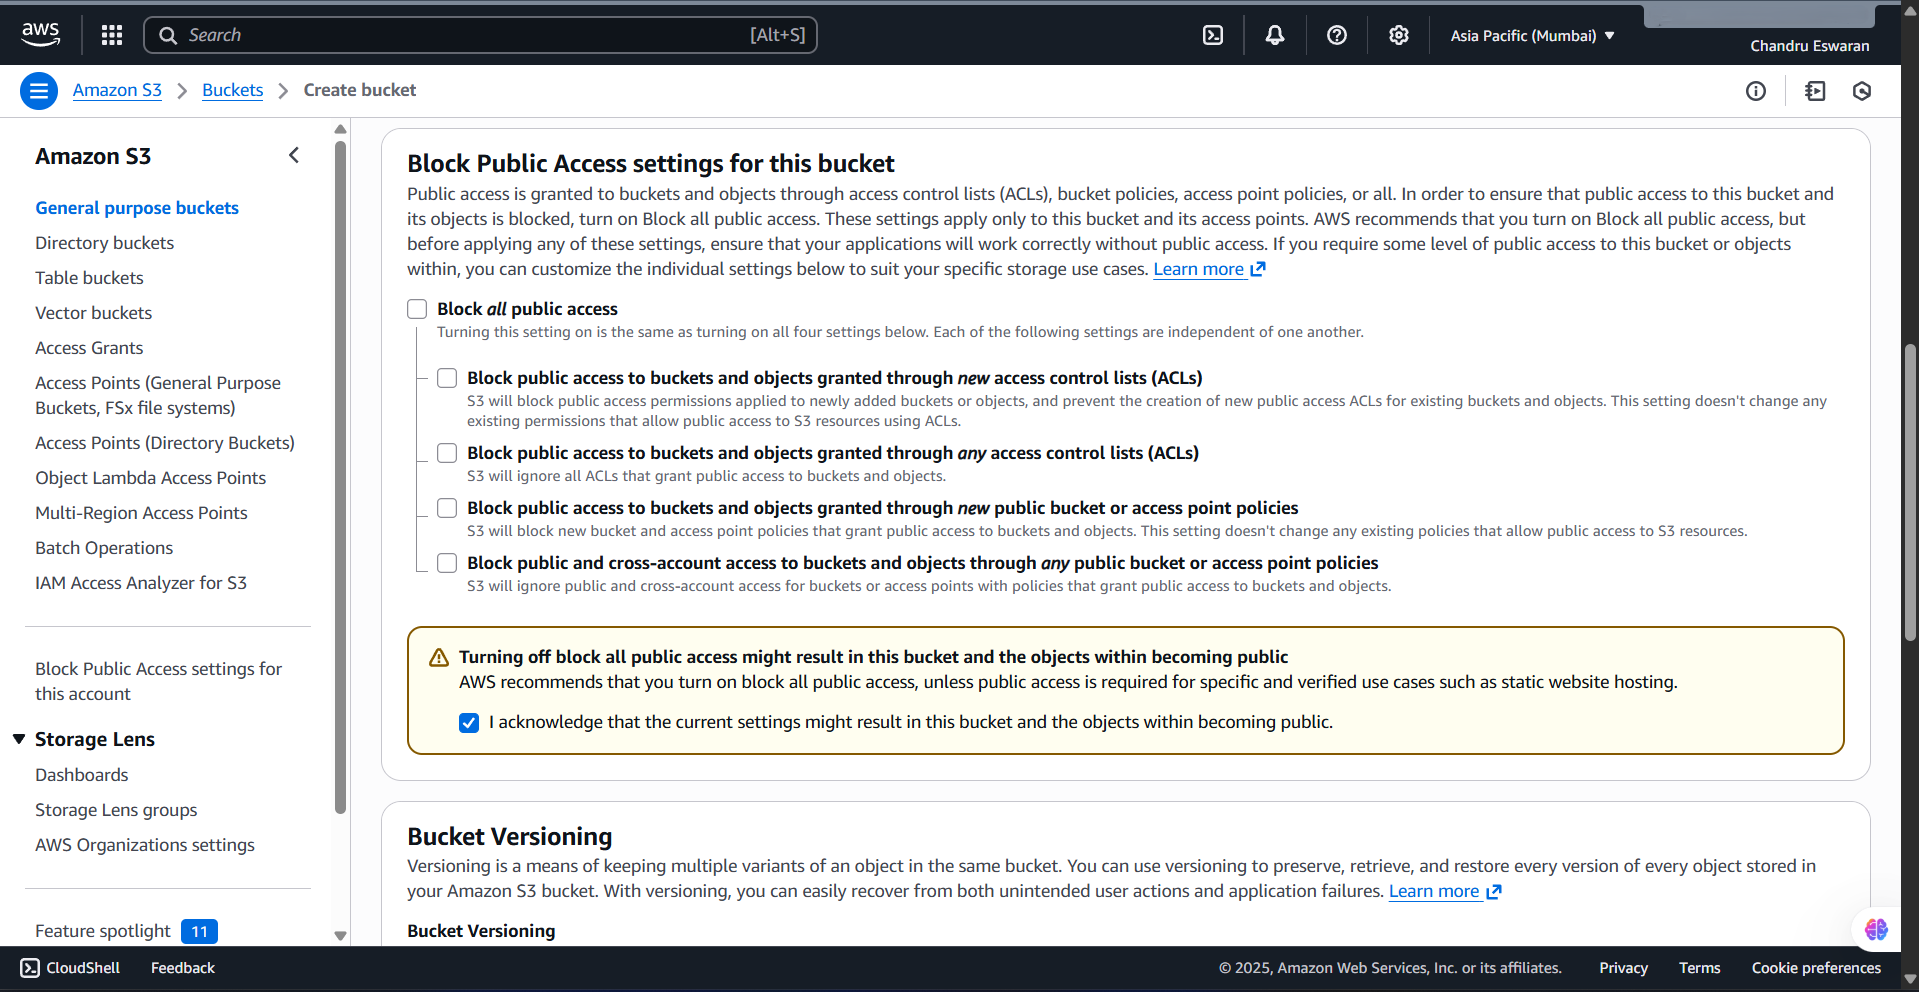 aws
Search
[Alt+S]
Asia Pacific (Mumbai)
Chandru Eswaran
Amazon S3
Buckets
Create bucket
Amazon S3
General purpose buckets
Directory buckets
Table buckets
Vector buckets
Access Grants
Access Points (General Purpose
Buckets, FSx file systems)
Access Points (Directory Buckets)
Object Lambda Access Points
Multi-Region Access Points
Batch Operations
IAM Access Analyzer for S3
Block Public Access settings for
this account
Storage Lens
Dashboards
Storage Lens groups
AWS Organizations settings
Feature spotlight 11
Block Public Access settings for this bucket
Public access is granted to buckets and objects through access control lists (ACLs), bucket policies, access point policies, or all. In order to ensure that public access to this bucket and
its objects is blocked, turn on Block all public access. These settings apply only to this bucket and its access points. AWS recommends that you turn on Block all public access, but
before applying any of these settings, ensure that your applications will work correctly without public access. If you require some level of public access to this bucket or objects
within, you can customize the individual settings below to suit your specific storage use cases. Learn more
Block all public access
Turning this setting on is the same as turning on all four settings below. Each of the following settings are independent of one another.
Block public access to buckets and objects granted through new access control lists (ACLs)
S3 will block public access permissions applied to newly added buckets or objects, and prevent the creation of new public access ACLs for existing buckets and objects. This setting doesn't change any
existing permissions that allow public access to S3 resources using ACLs.
Block public access to buckets and objects granted through any access control lists (ACLs)
S3 will ignore all ACLs that grant public access to buckets and objects.
Block public access to buckets and objects granted through new public bucket or access point policies
S3 will block new bucket and access point policies that grant public access to buckets and objects. This setting doesn't change any existing policies that allow public access to S3 resources.
Block public and cross-account access to buckets and objects through any public bucket or access point policies
S3 will ignore public and cross-account access for buckets or access points with policies that grant public access to buckets and objects.
Turning off block all public access might result in this bucket and the objects within becoming public
AWS recommends that you turn on block all public access, unless public access is required for specific and verified use cases such as static website hosting.
I acknowledge that the current settings might result in this bucket and the objects within becoming public.
Bucket Versioning
Versioning is a means of keeping multiple variants of an object in the same bucket. You can use versioning to preserve, retrieve, and restore every version of every object stored in
your Amazon S3 bucket. With versioning, you can easily recover from both unintended user actions and application failures. Learn more
Bucket Versioning
CloudShell
Feedback
© 2025, Amazon Web Services, Inc. or its affiliates.
Privacy
Terms
Cookie preferences